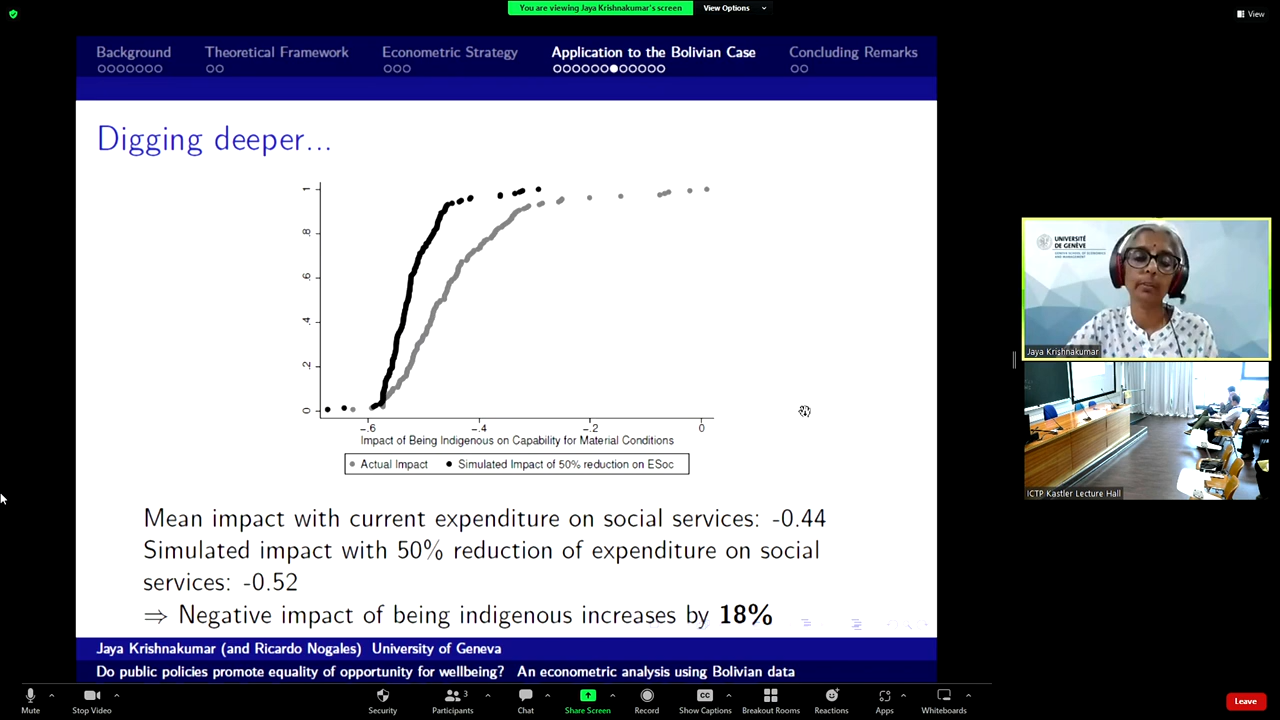 You are viewing Jaya Krishnakumar's screen
View Options
View
Background
Theoretical Framework
Econometric Strategy
Application to the Bolivian Case
Concluding Remarks
Digging deeper...
1
.8
.6
.4
.2
0
-.6
-.4
-.2
0
Impact of Being Indigenous on Capability for Material Conditions
Actual Impact
Simulated Impact of 50% reduction on ESoc
Mean impact with current expenditure on social services: -0.44
Simulated impact with 50% reduction of expenditure on social
services: -0.52
⇒ Negative impact of being indigenous increases by 18%
Jaya Krishnakumar (and Ricardo Nogales) University of Geneva
Do public policies promote equality of opportunity for wellbeing? An econometric analysis using Bolivian data
UNIVERSITÉ
DE GENÈVE
Jaya Krishnakumar
ICTP Kastler Lecture Hall
Mute
Stop Video
Security
Participants
3
Chat
Share Screen
Record
CC
Show Captions
Breakout Rooms
Reactions
Apps
Whiteboards
Leave